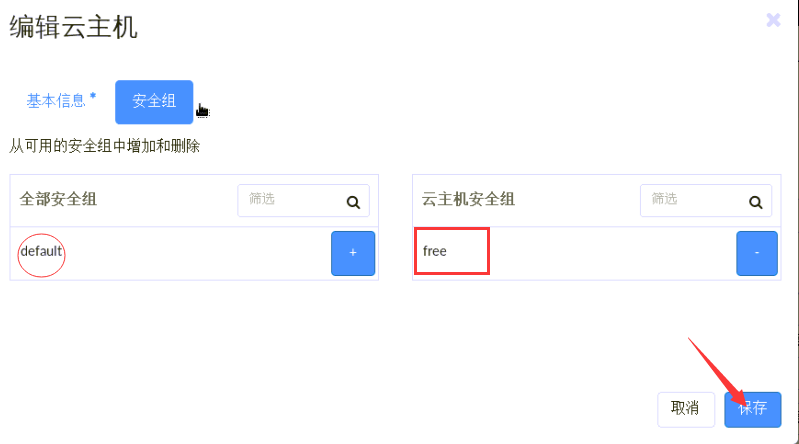 编辑云主机
基本信息 *
安全组
从可用的安全组中增加和删除
全部安全组
筛选
default
+
云主机安全组
筛选
free
-
取消
保存